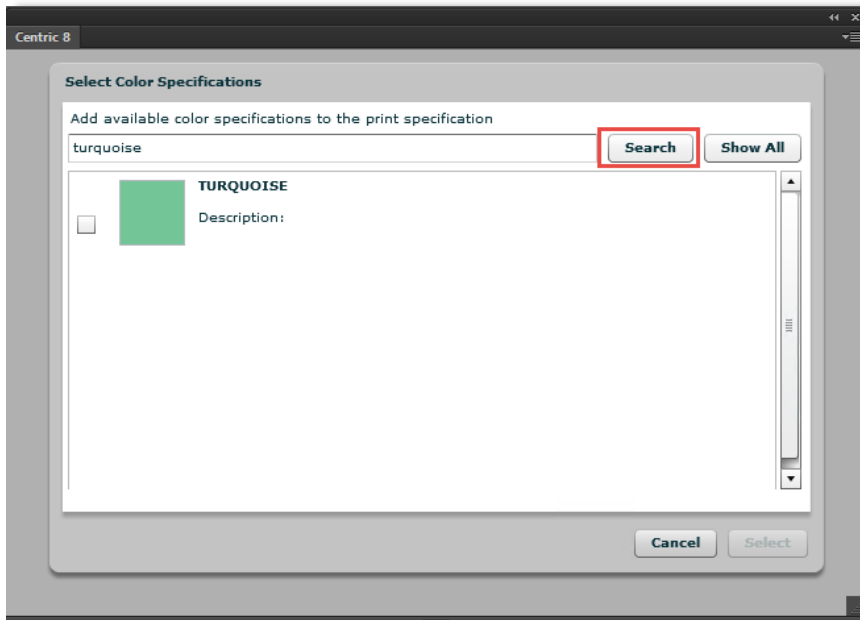 Centric 8
Select Color Specifications
Add available color specifications to the print specification
turquoise
Search
Show All
TURQUOISE
Description:
Cancel
Select